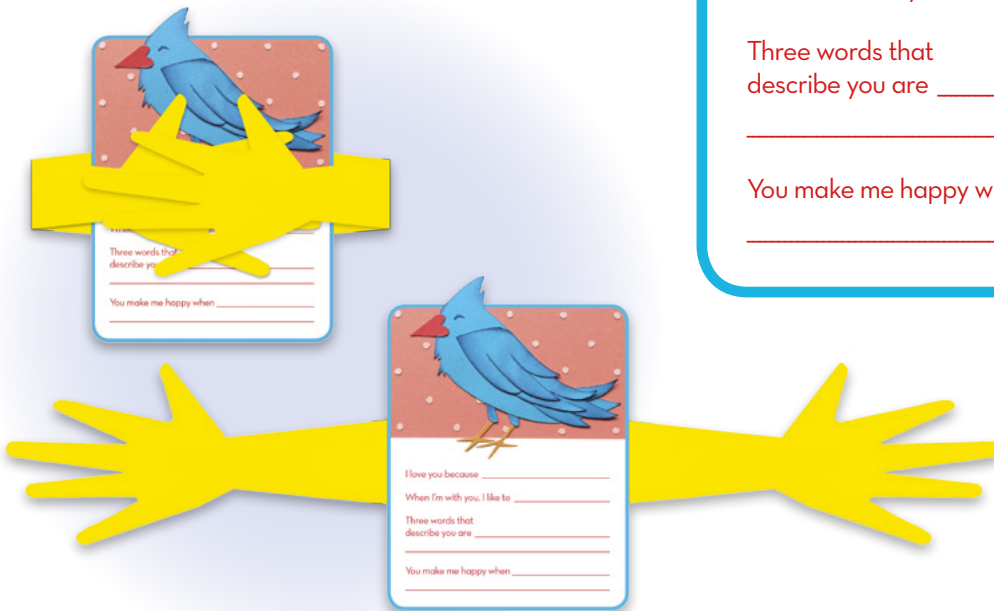 Three words that
describe
You make me happy when
Three words that
describe you are
You make me happy
I love you because
When I'm with you, I like to
Three words that
describe you are
You make me happy when